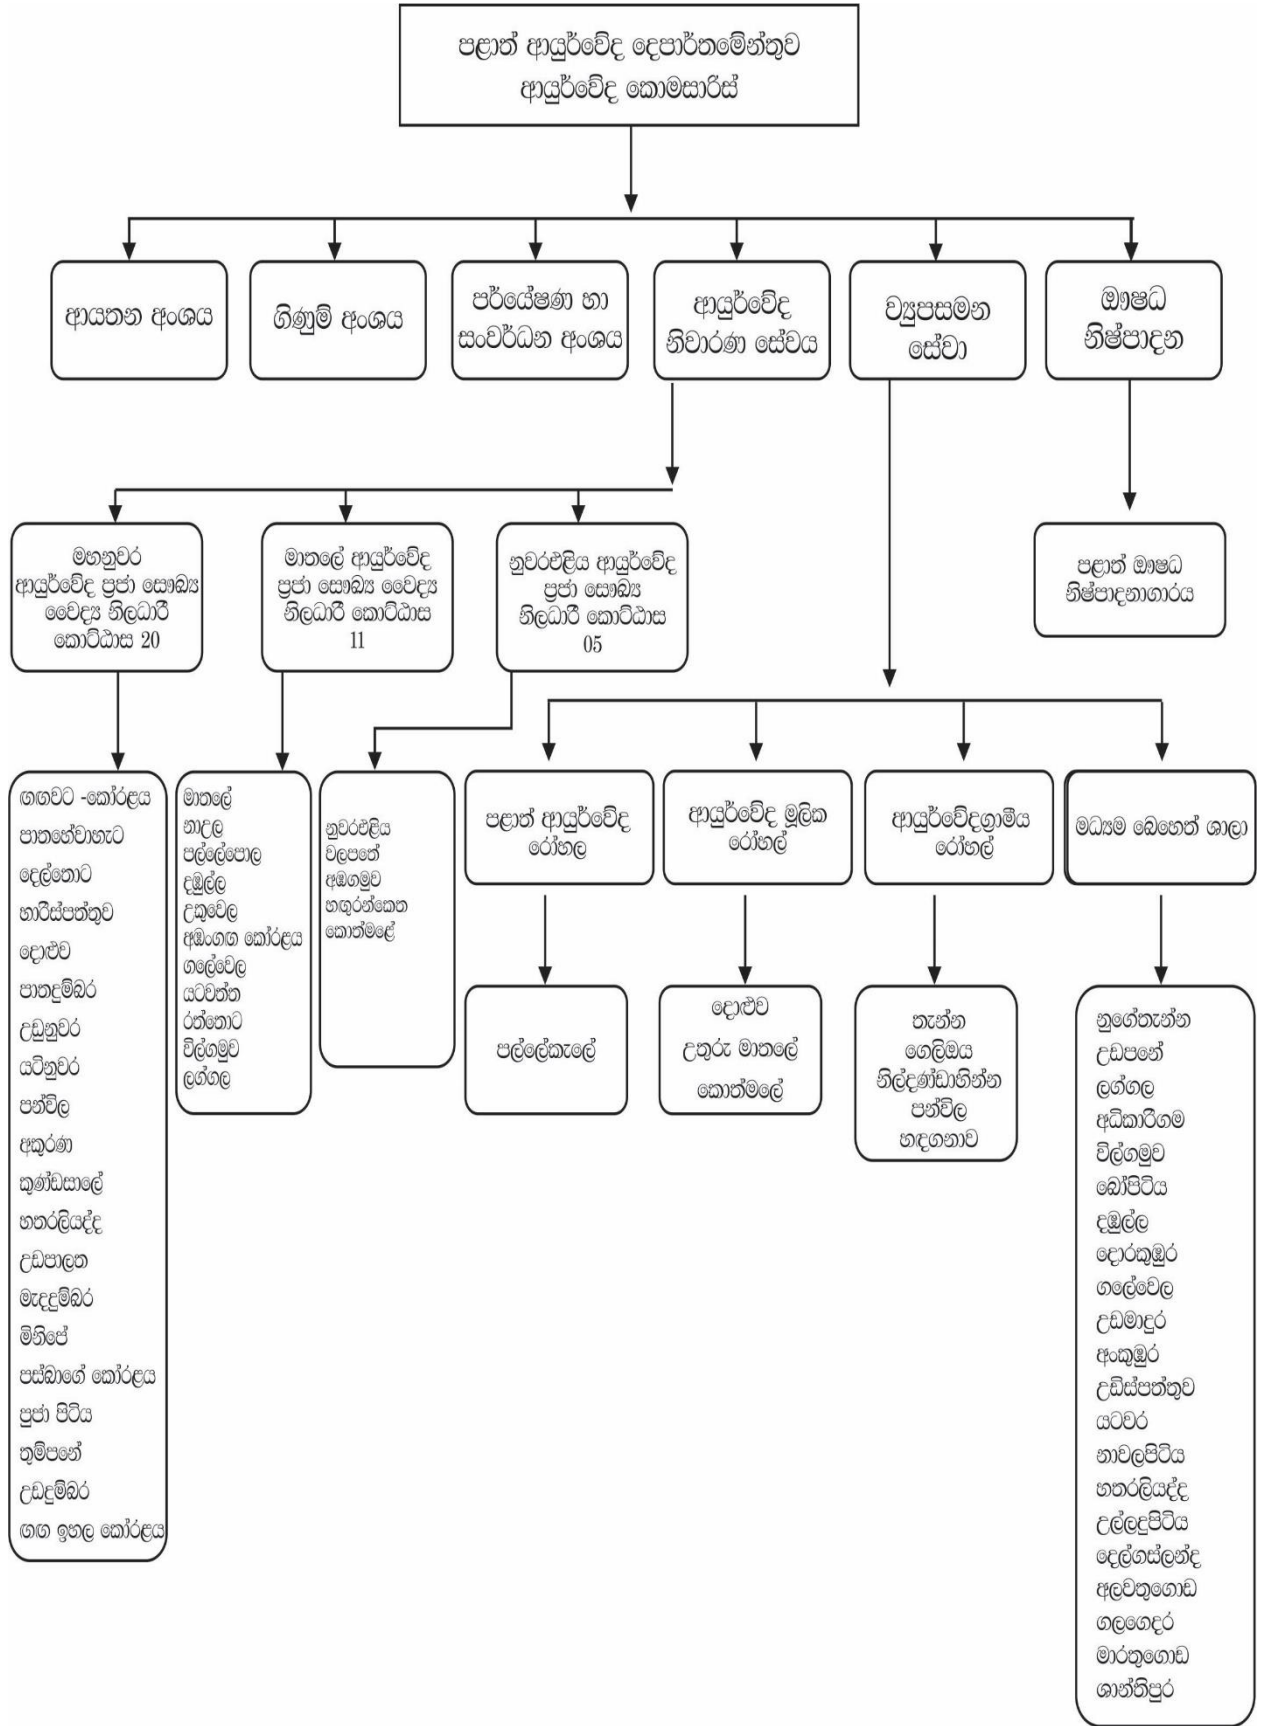 පළාත් ආයුර්වේද දෙපාර්තමේන්තුව
ආයුර්වේද කොමසාරිස්
ආයතන අංශය
ගිණුම් අංශය
පර්යේෂණ හා
සංවර්ධන අංශය
ආයුර්වේද
නිවාරණ සේවය
ව්‍යුපසමන
සේවා
ඖෂධ
නිෂ්පාදන
මහනුවර
ආයුර්වේද ප්‍රජා සෞඛ්‍ය
වෛද්‍ය නිලධාරී
කොට්ඨාස 20
මාතලේ ආයුර්වේද
ප්‍රජා සෞඛ්‍ය වෛද්‍ය
නිලධාරී කොට්ඨාස
11
නුවරඑළිය ආයුර්වේද
ප්‍රජා සෞඛ්‍ය
නිලධාරී කොට්ඨාස
05
පළාත් ඖෂධ
නිෂ්පාදනාගාරය
ගඟවට -කෝරළය
පාතහේවාහැට
දෙල්තොට
හාරිස්පත්තුව
දොළුව
පාතදුම්බර
උඩුනුවර
යටිනුවර
පන්විල
අකුරණ
කුණ්ඩසාලේ
හතරලියද්ද
උඩපාලත
මැදදුම්බර
මිනිපේ
පස්බාගේ කෝරළය
පුජා පිටිය
තුම්පනේ
උඩදුම්බර
ගඟ ඉහල කෝරළය
මාතලේ
නාඋල
පල්ලේපොල
දඹුල්ල
උකුවෙල
අඹංගඟ කෝරළය
ගලේවෙල
යටවත්ත
රත්තොට
විල්ගමුව
ලග්ගල
නුවරඑළිය
වලපතේ
අඹගමුව
හඟුරන්කෙත
කොත්මළේ
පළාත් ආයුර්වේද
රෝහල
ආයුර්වේද මූලික
රෝහල්
ආයුර්වේදග්‍රාමීය
රෝහල්
මධ්‍යම බෙහෙත් ශාලා
පල්ලේකැලේ
දොළුව
උතුරු මාතලේ
කොත්මලේ
තැන්න
ගෙලිඔය
නිල්දණ්ඩාහින්න
පන්විල
හඳගනාව
නුගේතැන්න
උඩපනේ
ලග්ගල
අධිකාරීගම
විල්ගමුව
බෝපිටිය
දඹුල්ල
දොරකුඹුර
ගලේවෙල
උඩමාදුර
අංකුඹුර
උඩිස්පත්තුව
යටවර
නාවලපිටිය
හතරලියද්ද
උල්ලදුපිටිය
දෙල්ගස්ලන්ද
අලවතුගොඩ
ගලගෙදර
මාරතුගොඩ
ශාන්තිපුර